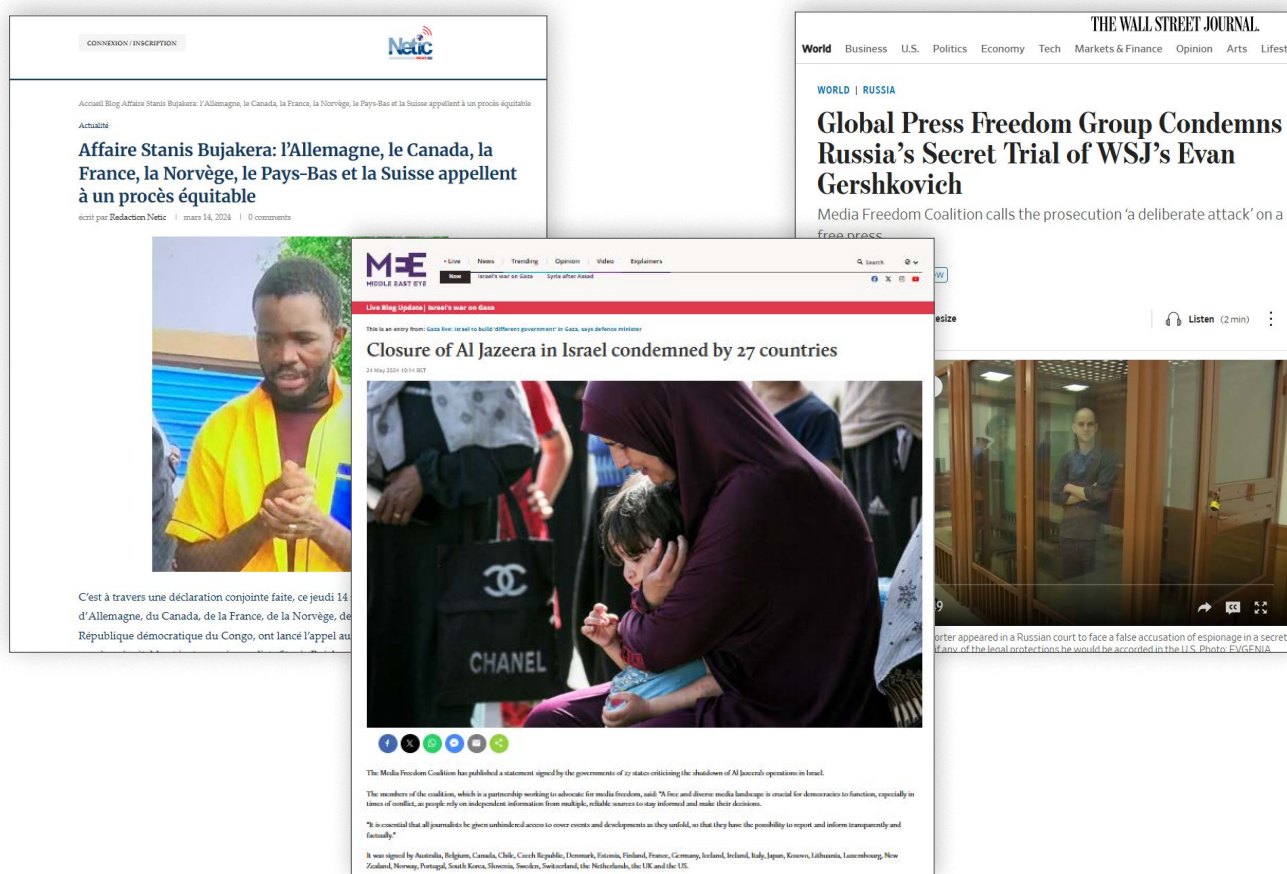 CONNEXION / INSCRIPTION
Netic
Accueil Blog Affaire Stanis Bujakera: l'Allemagne, le Canada, la France, la Norvège, le Pays-Bas et la Suisse appellent à un procès équitable
Actualité
Affaire Stanis Bujakera: l'Allemagne, le Canada, la
France, la Norvège, le Pays-Bas et la Suisse appellent
à un procès équitable
écrit par Redaction Netic | mars 14, 2024 | 0 comments
C'est à travers une déclaration conjointe faite, ce jeudi 14
d'Allemagne, du Canada, de la France, de la Norvège, de
République démocratique du Congo, ont lancé l'appel au
THE WALL STREET JOURNAL.
World Business U.S. Politics Economy Tech Markets & Finance Opinion Arts Lifest
WORLD | RUSSIA
Global Press Freedom Group Condemns
Russia's Secret Trial of WSJ's Evan
Gershkovich
Media Freedom Coalition calls the prosecution 'a deliberate attack' on a
free press
esize
Listen (2 min)
CC
orter appeared in a Russian court to face a false accusation of espionage in a secret
of any of the legal protections he would be accorded in the U.S. Photo: EVGENIA
MEE
MIDDLE EAST EYE
• Live News Trending Opinion Video Explainers
Search
Now Israel's war on Gaza Syria after Assad
Live Blog Update| Israel's war on Gaza
This is an entry from: Gaza live: Israel to build 'different government' in Gaza, says defence minister
Closure of Al Jazeera in Israel condemned by 27 countries
24 May 2024 10:14 BST
CHANEL
The Media Freedom Coalition has published a statement signed by the governments of 27 states criticising the shutdown of Al Jazeera's operations in Israel.
The members of the coalition, which is a partnership working to advocate for media freedom, said: "A free and diverse media landscape is crucial for democracies to function, especially in
times of conflict, as people rely on independent information from multiple, reliable sources to stay informed and make their decisions.
"It is essential that all journalists be given unhindered access to cover events and developments as they unfold, so that they have the possibility to report and inform transparently and
factually."
It was signed by Australia, Belgium, Canada, Chile, Czech Republic, Denmark, Estonia, Finland, France, Germany, Iceland, Ireland, Italy, Japan, Kosovo, Lithuania, Luxembourg, New
Zealand, Norway, Portugal, South Korea, Slovenia, Sweden, Switzerland, the Netherlands, the UK and the US.